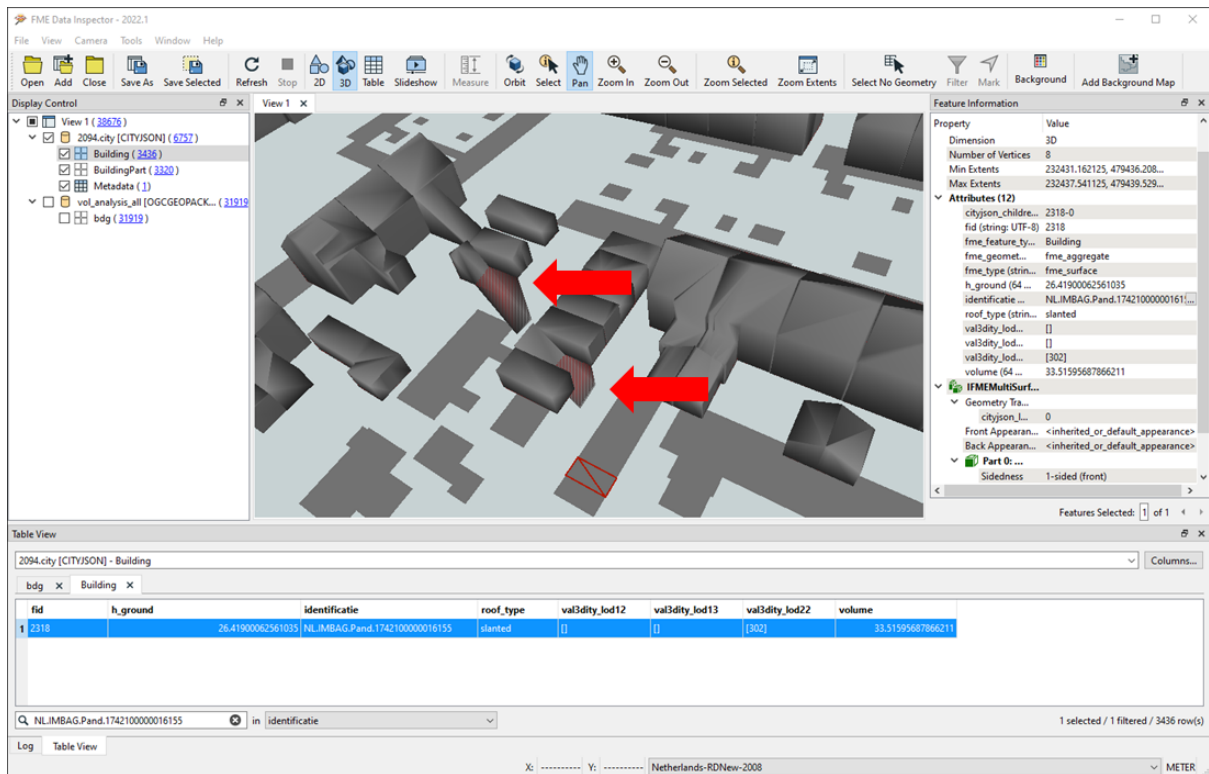 FME Data Inspector - 2022.1
File View Camera Tools Window Help
Open Add Close Save As Save Selected Refresh Stop 2D 3D Table Slideshow Measure Orbit Select Pan Zoom In Zoom Out Zoom Selected Zoom Extents Select No Geometry Filter Mark Background Add Background Map
Display Control
View 1 (38676)
2094.city [CITYJSON] (6757)
Building (3436)
BuildingPart (3320)
Metadata (1)
vol_analysis_all [OGCGEOPACK... (31919
bdg (31919)
View 1
Feature Information
Property Value
Dimension 3D
Number of Vertices 8
Min Extents 232431.162125, 479436.208...
Max Extents 232437.541125, 479439.529...
Attributes (12)
cityjson_childre... 2318-0
fid (string: UTF-8) 2318
fme_feature_ty... Building
fme_geomet... fme_aggregate
fme_type (strin... fme_surface
h_ground (64 ... 26.41900062561035
identificatie ... NL.IMBAG.Pand.17421000000161! ...
roof_type (strin... slanted
val3dity_lod... []
val3dity_lod... []
val3dity_lod... [302]
volume (64 ... 33.51595687866211
IFMEMultiSurf...
Geometry Tra...
cityjson_l... 0
Front Appearan... <inherited_or_default_appearance>
Back Appearan... <inherited_or_default_appearance>
Part 0: ...
Sidedness 1-sided (front)
Features Selected: 1 of 1
Table View
2094.city [CITYJSON] - Building
Columns...
bdg Building
fid h_ground identificatie roof_type val3dity_lod12 val3dity_lod13 val3dity_lod22 volume
1 2318 26.41900062561035 NL.IMBAG.Pand.1742100000016155 slanted [] [] [302] 33.51595687866211
NL.IMBAG.Pand.1742100000016155 in identificatie
1 selected / 1 filtered / 3436 row(s)
Log Table View
X: ---------- Y: ---------- Netherlands-RDNew-2008 METER